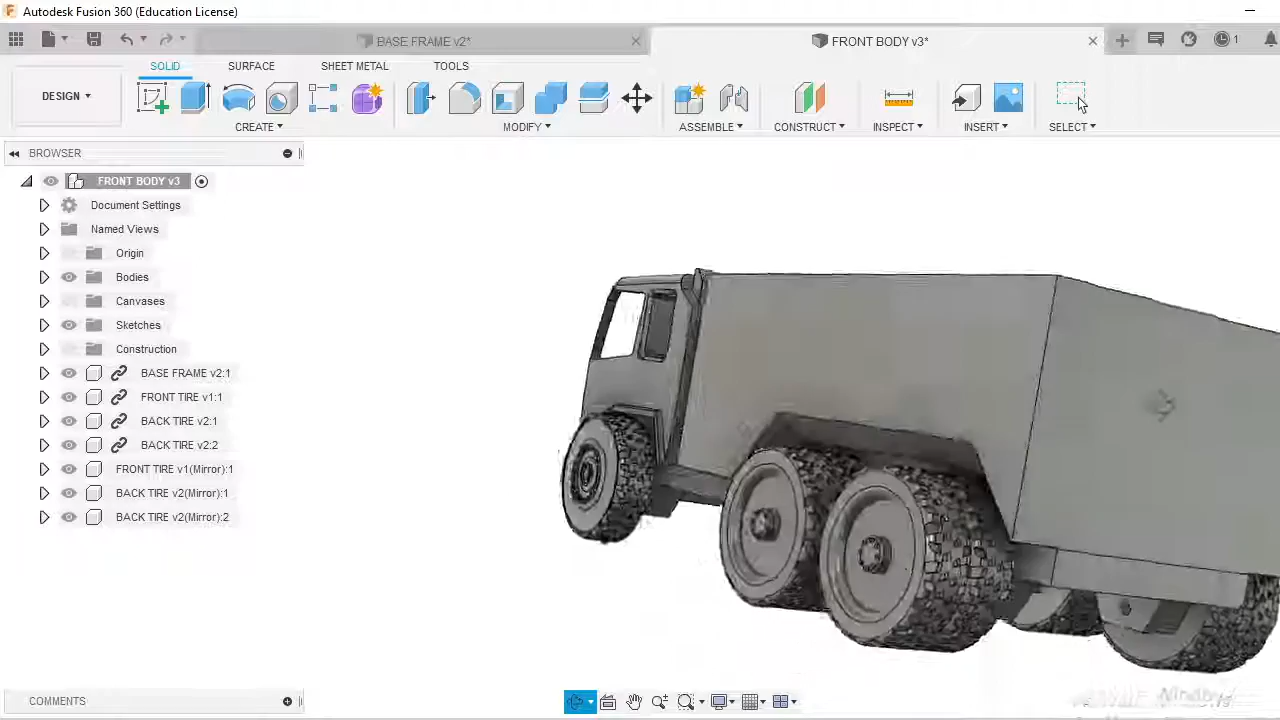 Autodesk Fusion 360 (Education License)
BASE FRAME v2*
FRONT BODY v3*
1
SOLID SURFACE SHEET METAL TOOLS
DESIGN
CREATE MODIFY ASSEMBLE CONSTRUCT INSPECT INSERT SELECT
BROWSER
FRONT BODY v3
Document Settings
Named Views
Origin
Bodies
Canvases
Sketches
Construction
BASE FRAME v2:1
FRONT TIRE v1:1
BACK TIRE v2:1
BACK TIRE v2:2
FRONT TIRE v1(Mirror):1
BACK TIRE v2(Mirror):1
BACK TIRE v2(Mirror):2
COMMENTS